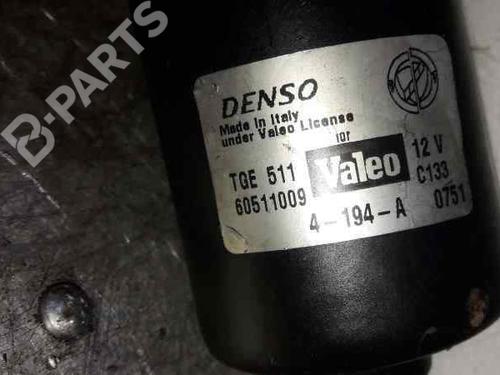 B-PARTS
DENSO
Made in Italy
under Valeo License
for
TGE 511 Valeo 12 V
60511009 C133
4-194-A 0751